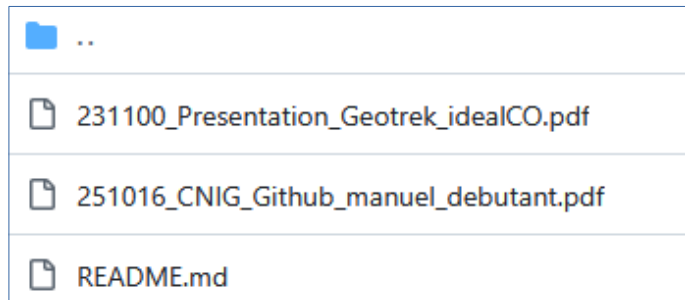 ..
231100_Presentation_Geotrek_idealCO.pdf
251016_CNIG_Github_manuel_debutant.pdf
README.md